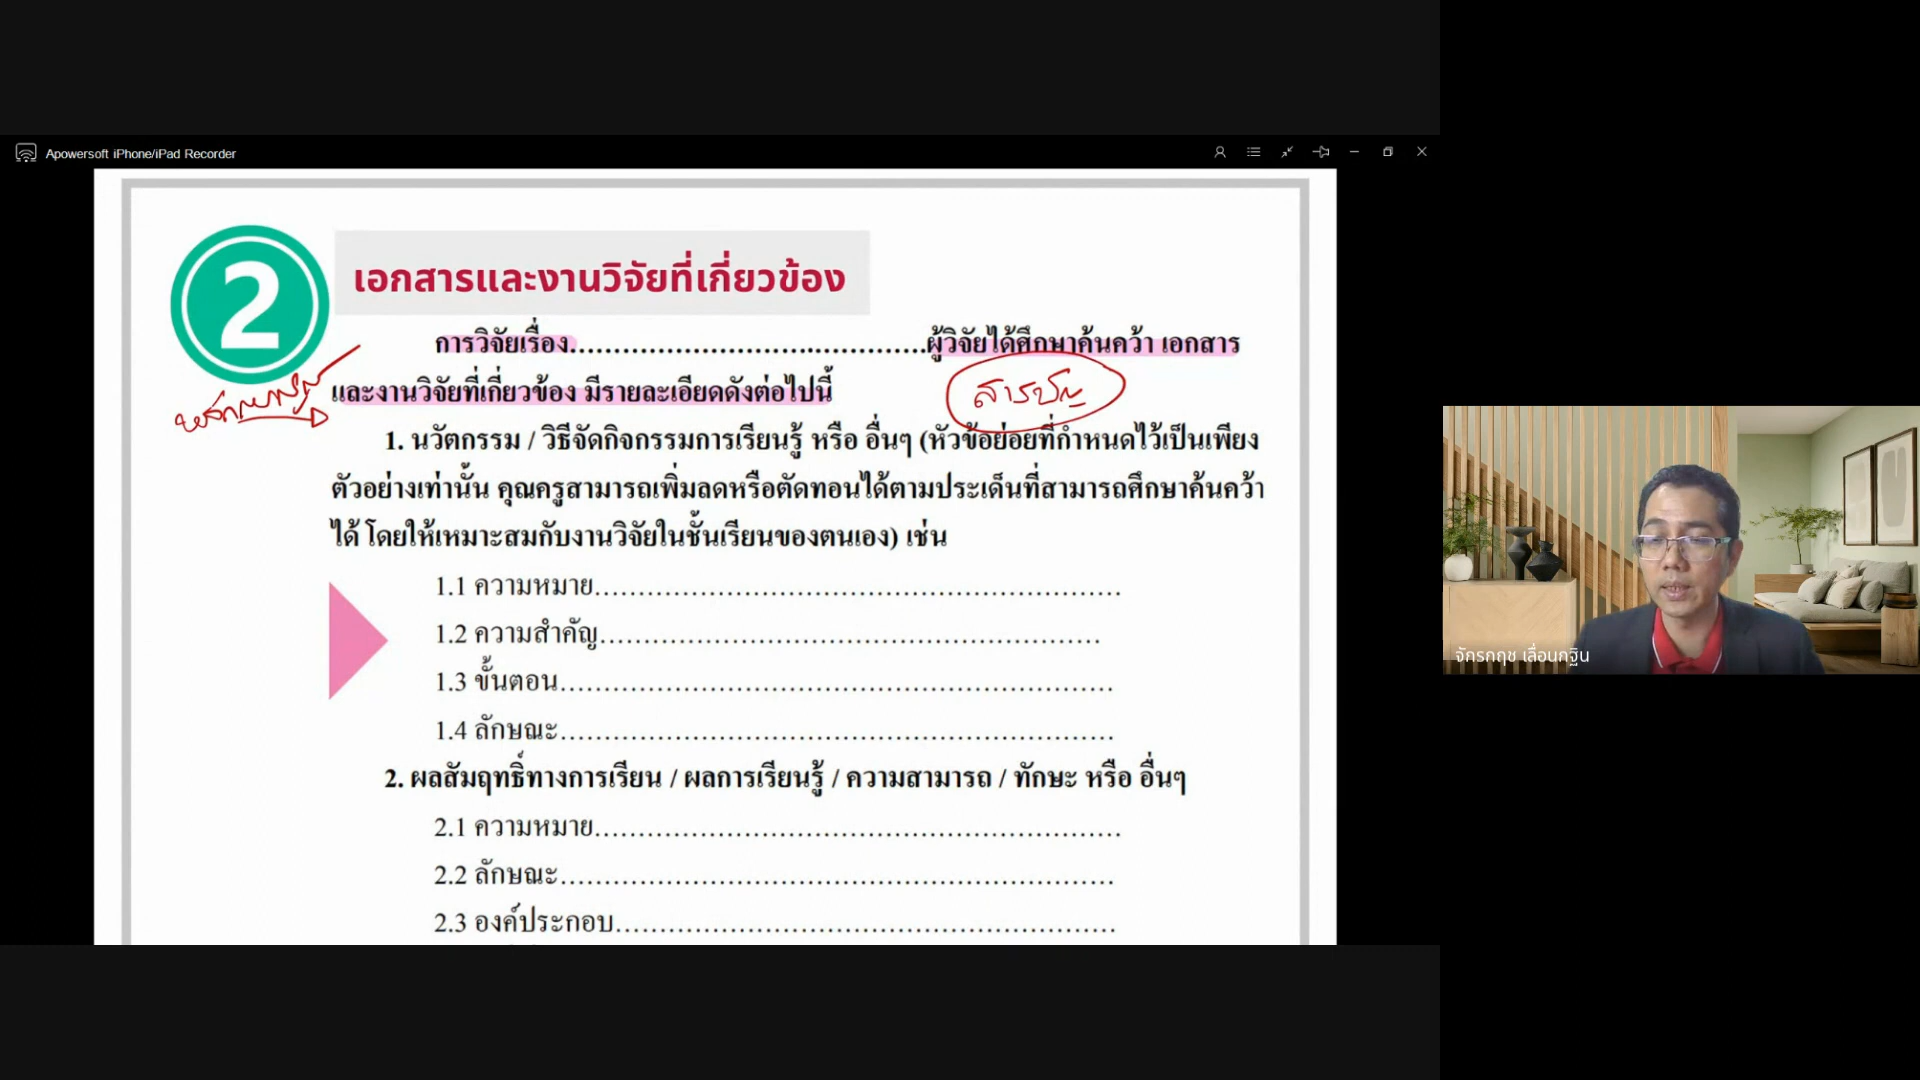 Apowersoft iPhone/iPad Recorder
2
เอกสารและงานวิจัยที่เกี่ยวข้อง
การวิจัยเรื่อง........................................ผู้วิจัยได้ศึกษาค้นคว้า เอกสาร
และงานวิจัยที่เกี่ยวข้อง มีรายละเอียดดังต่อไปนี้
สารบัญ
1. นวัตกรรม / วิธีจัดกิจกรรมการเรียนรู้ หรือ อื่นๆ (หัวข้อย่อยที่กำหนดไว้เป็นเพียง
ตัวอย่างเท่านั้น คุณครูสามารถเพิ่มลดหรือตัดทอนได้ตามประเด็นที่สามารถศึกษาค้นคว้า
ได้ โดยให้เหมาะสมกับงานวิจัยในชั้นเรียนของตนเอง) เช่น
1.1 ความหมาย............................................................
1.2 ความสำคัญ.........................................................
1.3 ขั้นตอน...............................................................
1.4 ลักษณะ...............................................................
2. ผลสัมฤทธิ์ทางการเรียน / ผลการเรียนรู้ / ความสามารถ / ทักษะ หรือ อื่นๆ
2.1 ความหมาย............................................................
2.2 ลักษณะ...............................................................
2.3 องค์ประกอบ.........................................................
จักรกฤช เลื่อนกฐิน